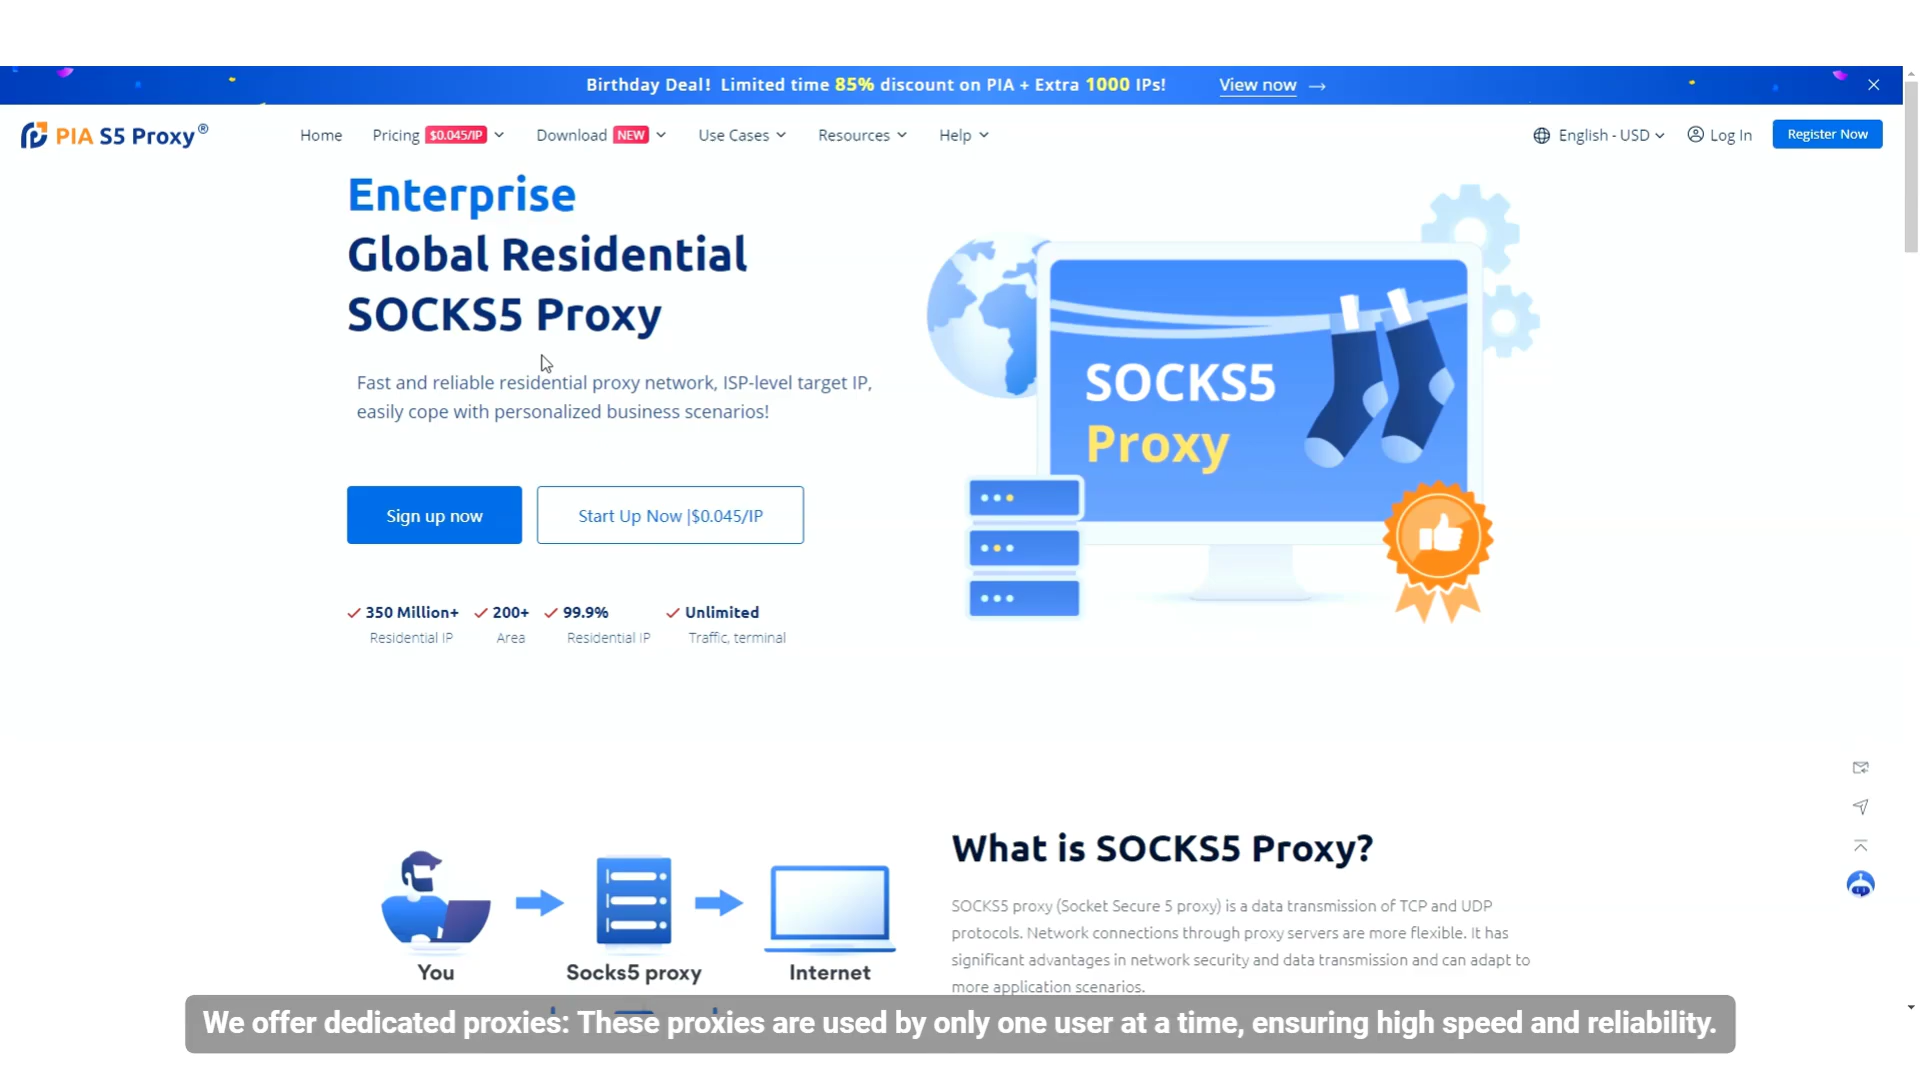 Birthday Deal! Limited time 85% discount on PIA + Extra 1000 IPs! View now →
PIA S5 Proxy®
Home Pricing $0.045/IP Download NEW Use Cases Resources Help English - USD Log In Register Now
Enterprise
Global Residential
SOCKS5 Proxy
Fast and reliable residential proxy network, ISP-level target IP,
easily cope with personalized business scenarios!
Sign up now Start Up Now |$0.045/IP
350 Million+ 200+ 99.9% Unlimited
Residential IP Area Residential IP Traffic, terminal
SOCKS5
Proxy
You Socks5 proxy Internet
What is SOCKS5 Proxy?
SOCKS5 proxy (Socket Secure 5 proxy) is a data transmission of TCP and UDP
protocols. Network connections through proxy servers are more flexible. It has
significant advantages in network security and data transmission and can adapt to
more application scenarios.
We offer dedicated proxies: These proxies are used by only one user at a time, ensuring high speed and reliability.